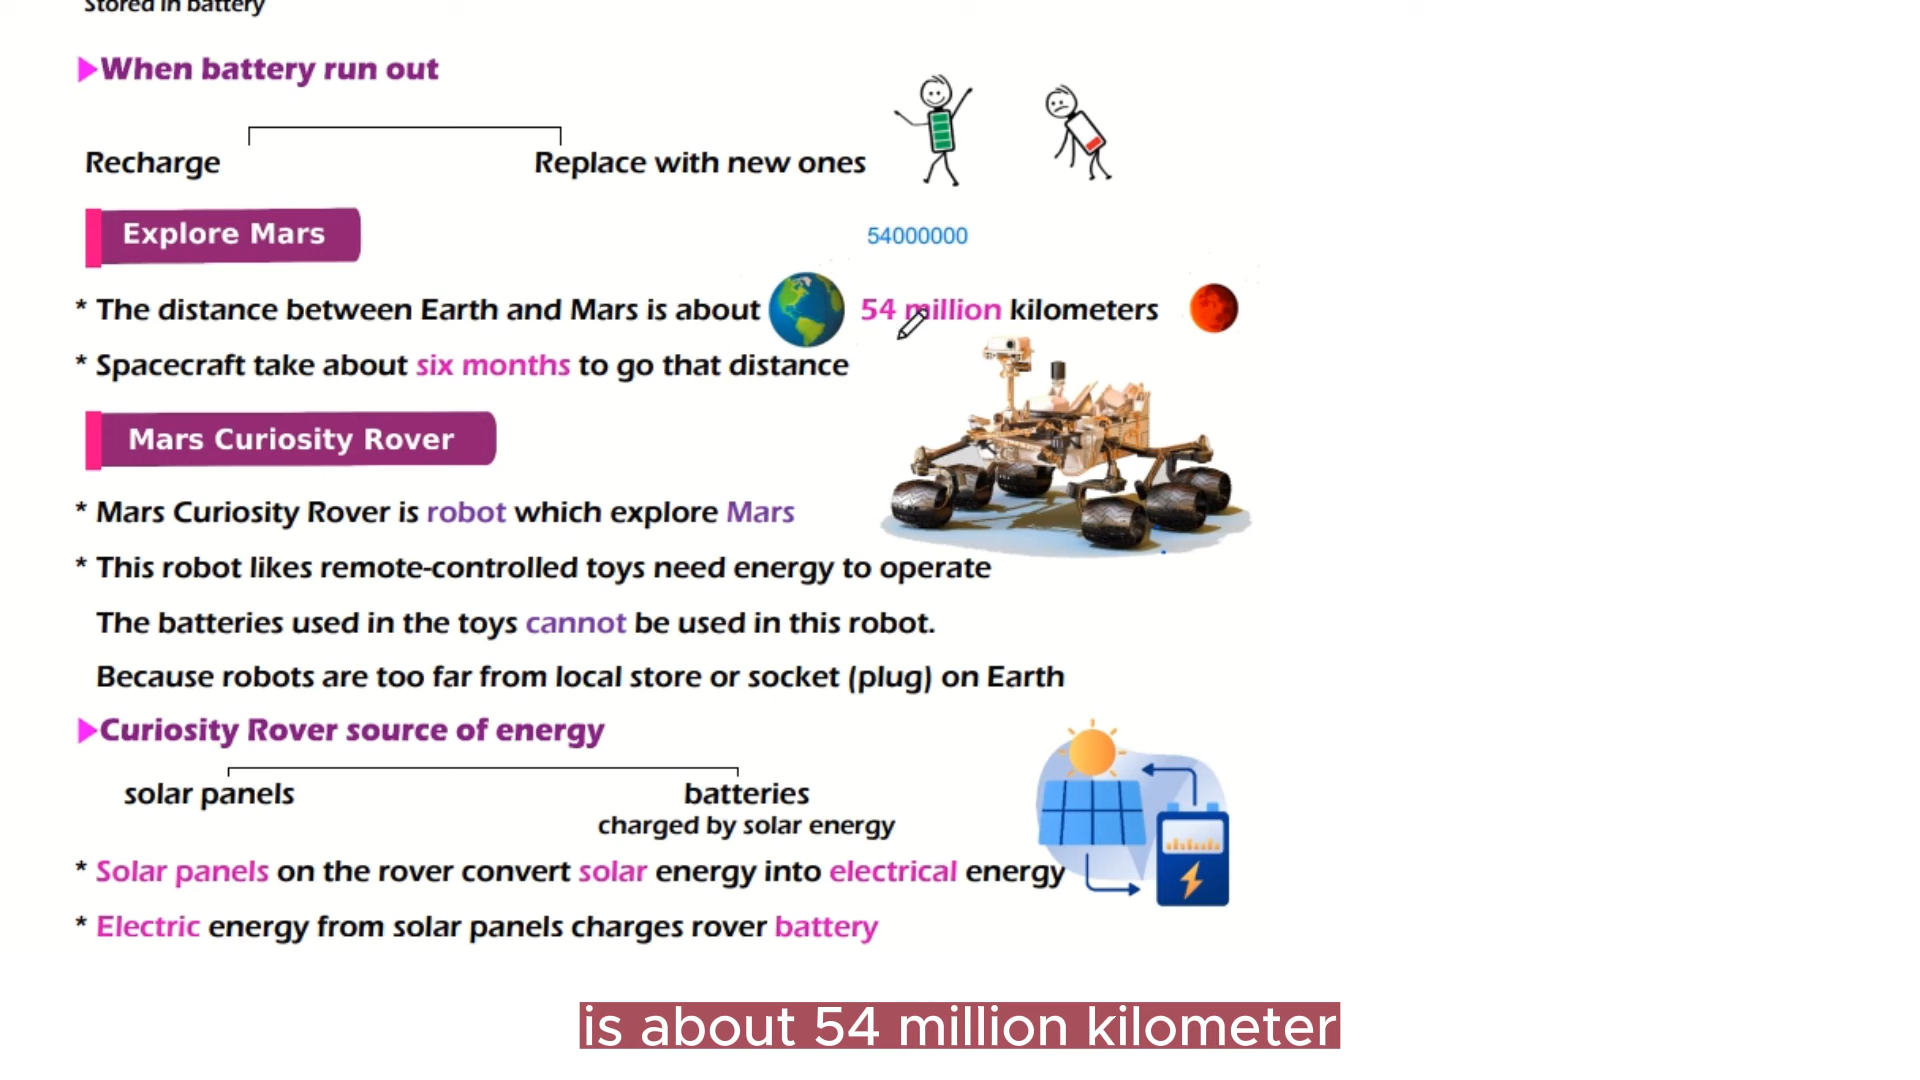 Stored in battery
When battery run out
Recharge
Replace with new ones
Explore Mars
54000000
* The distance between Earth and Mars is about 54 million kilometers
* Spacecraft take about six months to go that distance
Mars Curiosity Rover
* Mars Curiosity Rover is robot which explore Mars
* This robot likes remote-controlled toys need energy to operate
The batteries used in the toys cannot be used in this robot.
Because robots are too far from local store or socket (plug) on Earth
Curiosity Rover source of energy
solar panels
batteries
charged by solar energy
* Solar panels on the rover convert solar energy into electrical energy
* Electric energy from solar panels charges rover battery
is about 54 million kilometer